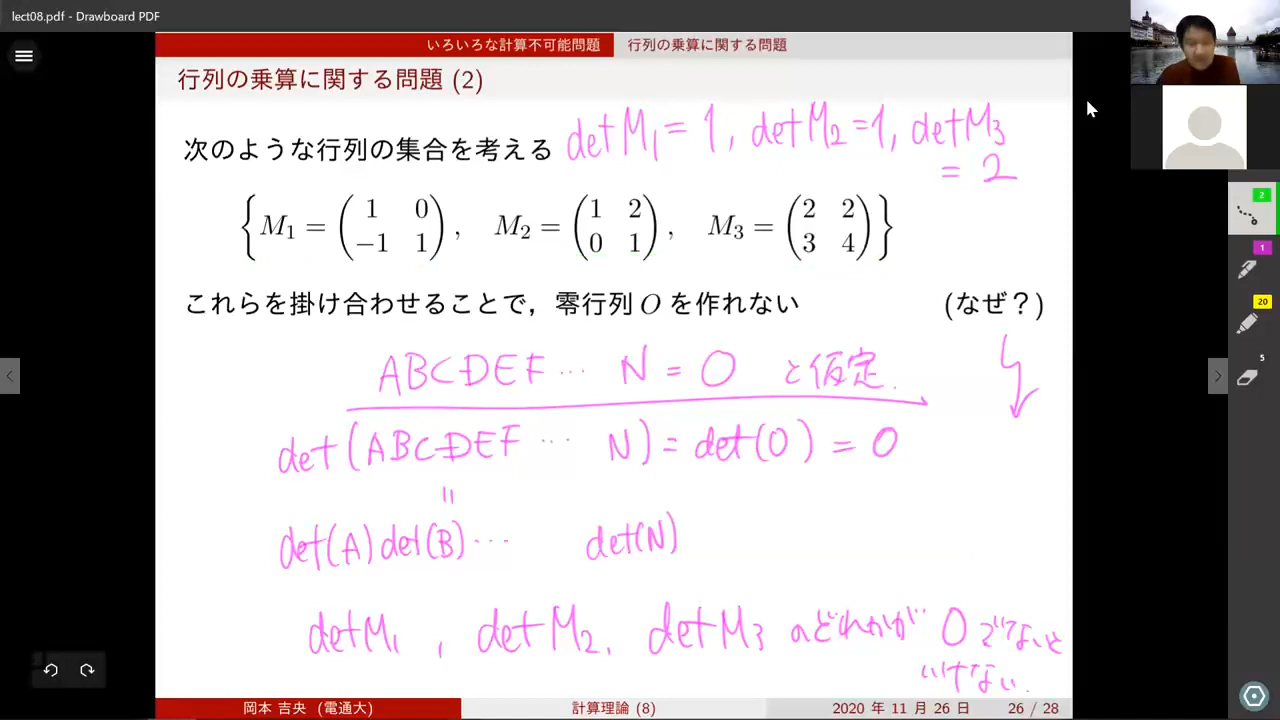 lect08.pdf - Drawboard PDF
いろいろな計算不可能問題 行列の乗算に関する問題
行列の乗算に関する問題 (2)
det M1 = 1, det M2 = 1, det M3
= 2
次のような行列の集合を考える
{ M1 = ( 1 0 ; −1 1 ), M2 = ( 1 2 ; 0 1 ), M3 = ( 2 2 ; 3 4 ) }
これらを掛け合わせることで，零行列 O を作れない (なぜ？)
ABCDEF… N = O と仮定.
det(ABCDEF … N) = det(O) = 0
=
det(A) det(B) … det(N)
det M1, det M2, det M3 のどれかが 0 でないと
いけない.
岡本 吉央 (電通大) 計算理論 (8) 2020 年 11 月 26 日 26 / 28
2
1
20
5